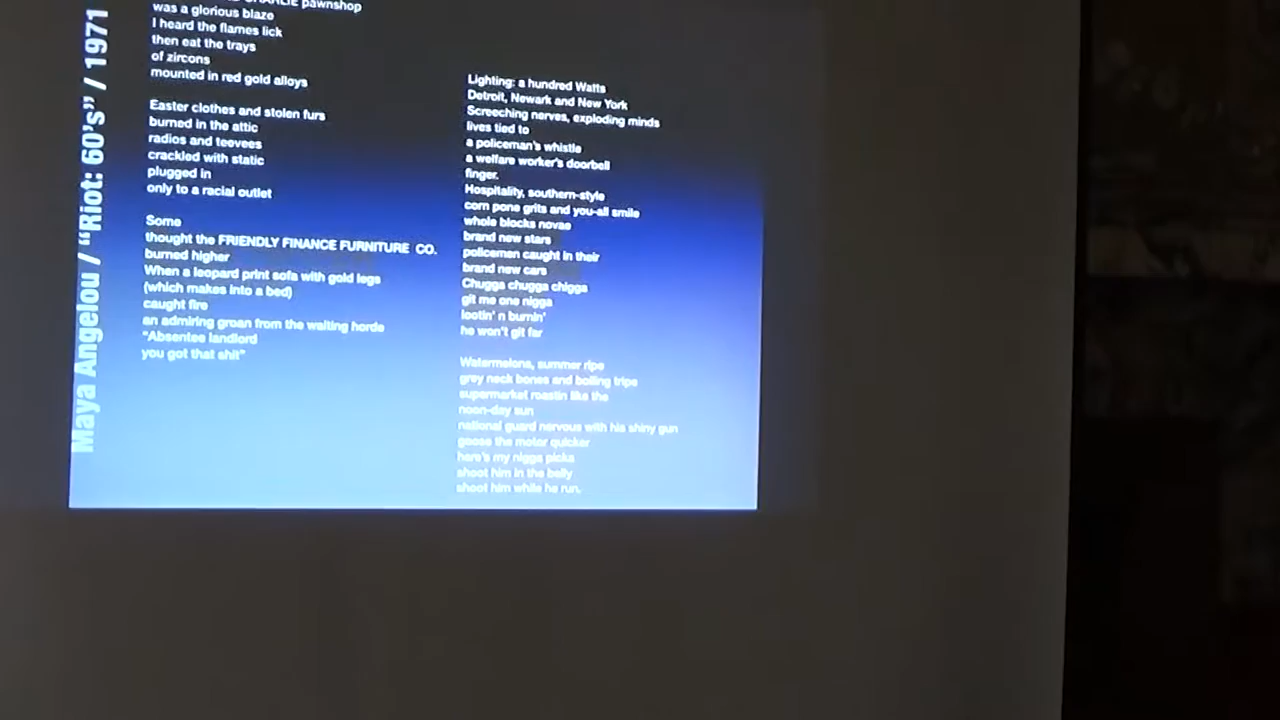 Maya Angelou / "Riot: 60's" / 1971
pawnshop
was a glorious blaze
I heard the flames lick
then eat the trays
of zircons
mounted in red gold alloys
Easter clothes and stolen furs
burned in the attic
radios and teevees
crackled with static
plugged in
only to a racial outlet
Some
thought the FRIENDLY FINANCE FURNITURE CO.
burned higher
When a leopard print sofa with gold legs
(which makes into a bed)
caught fire
an admiring groan from the waiting horde
"Absentee landlord
you got that shit"
Lighting: a hundred Watts
Detroit, Newark and New York
Screeching nerves, exploding minds
lives tied to
a policeman's whistle
a welfare worker's doorbell
finger.
Hospitality, southern-style
corn pone grits and you-all smile
whole blocks novae
brand new stars
policemen caught in their
brand new cars
Chugga chugga chigga
git me one nigga
lootin' n burnin'
he won't git far
Watermelons, summer ripe
grey neck bones and boiling tripe
supermarket roastin like the
noon-day sun
national guard nervous with his shiny gun
goose the motor quicker
here's my nigga picka
shoot him in the belly
shoot him while he run.